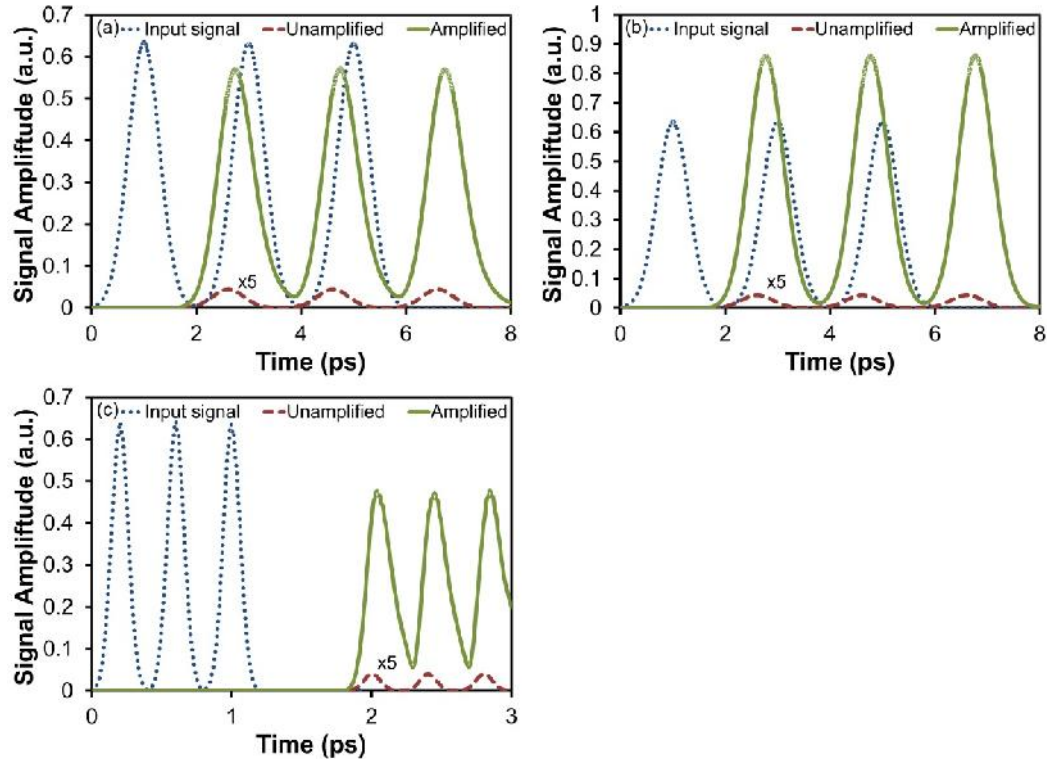 (a) Input signal Unamplified Amplified
Signal Ampliftude (a.u.)
0.7
0.6
0.5
0.4
0.3
0.2
0.1
0
x5
0 2 4 6 8
Time (ps)
(b) Input signal Unamplified Amplified
Signal Ampliftude (a.u.)
1
0.9
0.8
0.7
0.6
0.5
0.4
0.3
0.2
0.1
0
x5
0 2 4 6 8
Time (ps)
(c) Input signal Unamplified Amplified
Signal Ampliftude (a.u.)
0.7
0.6
0.5
0.4
0.3
0.2
0.1
0
x5
0 1 2 3
Time (ps)